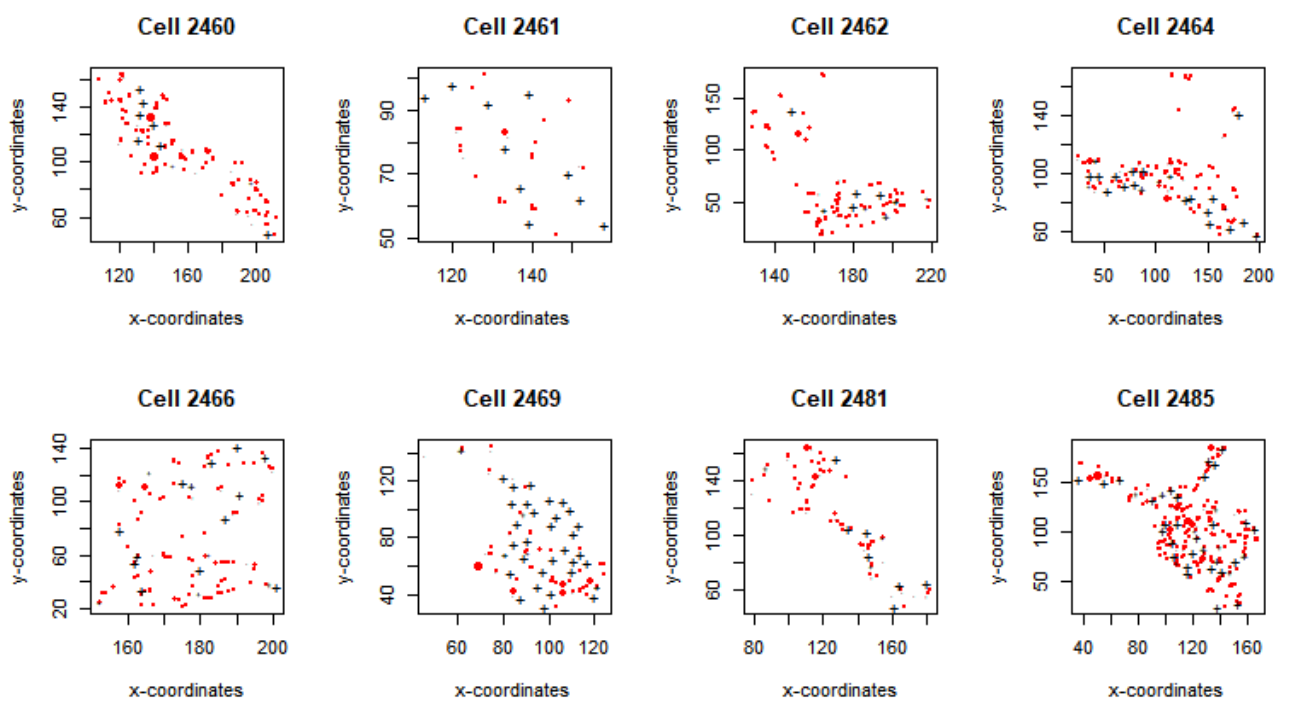 Cell 2460
Cell 2461
Cell 2462
Cell 2464
y-coordinates
60 100 140
120 160 200
x-coordinates
y-coordinates
50 70 90
120 140
x-coordinates
y-coordinates
50 100 150
140 180 220
x-coordinates
y-coordinates
60 100 140
50 100 150 200
x-coordinates
Cell 2466
Cell 2469
Cell 2481
Cell 2485
y-coordinates
20 60 100 140
160 180 200
x-coordinates
y-coordinates
40 60 80 120
60 80 100 120
x-coordinates
y-coordinates
60 100 140
80 120 160
x-coordinates
y-coordinates
50 100 150
40 80 120 160
x-coordinates